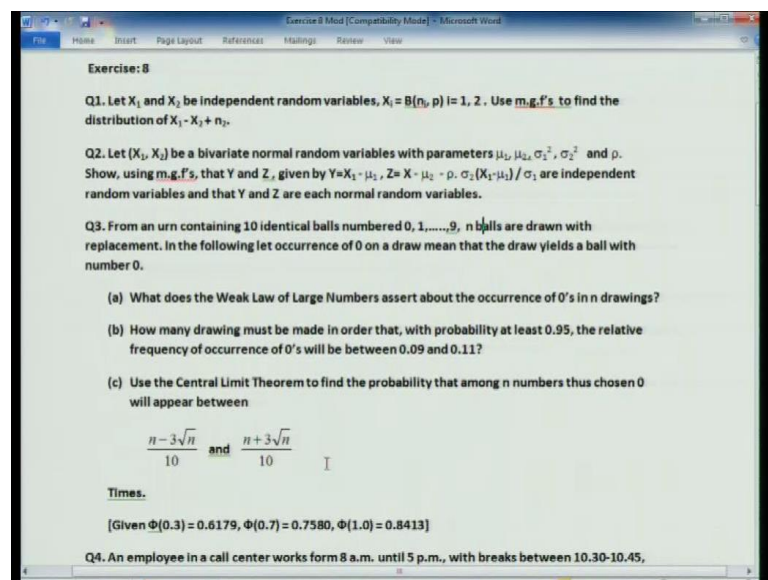 Exercise 8 Mod [Compatibility Mode] - Microsoft Word
File Home Insert Page Layout References Mailings Review View
Exercise: 8
Q1. Let X₁ and X₂ be independent random variables, Xᵢ = B(nᵢ, p) i= 1, 2 . Use m.g.f's to find the
distribution of X₁ - X₂ + n₂.
Q2. Let (X₁, X₂) be a bivariate normal random variables with parameters μ₁, μ₂, σ₁², σ₂² and ρ.
Show, using m.g.f's, that Y and Z , given by Y=X₁ - μ₁ , Z= X - μ₂ - ρ. σ₂(X₁-μ₁) / σ₁ are independent
random variables and that Y and Z are each normal random variables.
Q3. From an urn containing 10 identical balls numbered 0, 1,.....,9, n balls are drawn with
replacement. In the following let occurrence of 0 on a draw mean that the draw yields a ball with
number 0.
(a) What does the Weak Law of Large Numbers assert about the occurrence of 0's in n drawings?
(b) How many drawing must be made in order that, with probability at least 0.95, the relative
frequency of occurrence of 0's will be between 0.09 and 0.11?
(c) Use the Central Limit Theorem to find the probability that among n numbers thus chosen 0
will appear between
(n-3√n)/10 and (n+3√n)/10
Times.
[Given Φ(0.3) = 0.6179, Φ(0.7) = 0.7580, Φ(1.0) = 0.8413]
Q4. An employee in a call center works form 8 a.m. until 5 p.m., with breaks between 10.30-10.45,